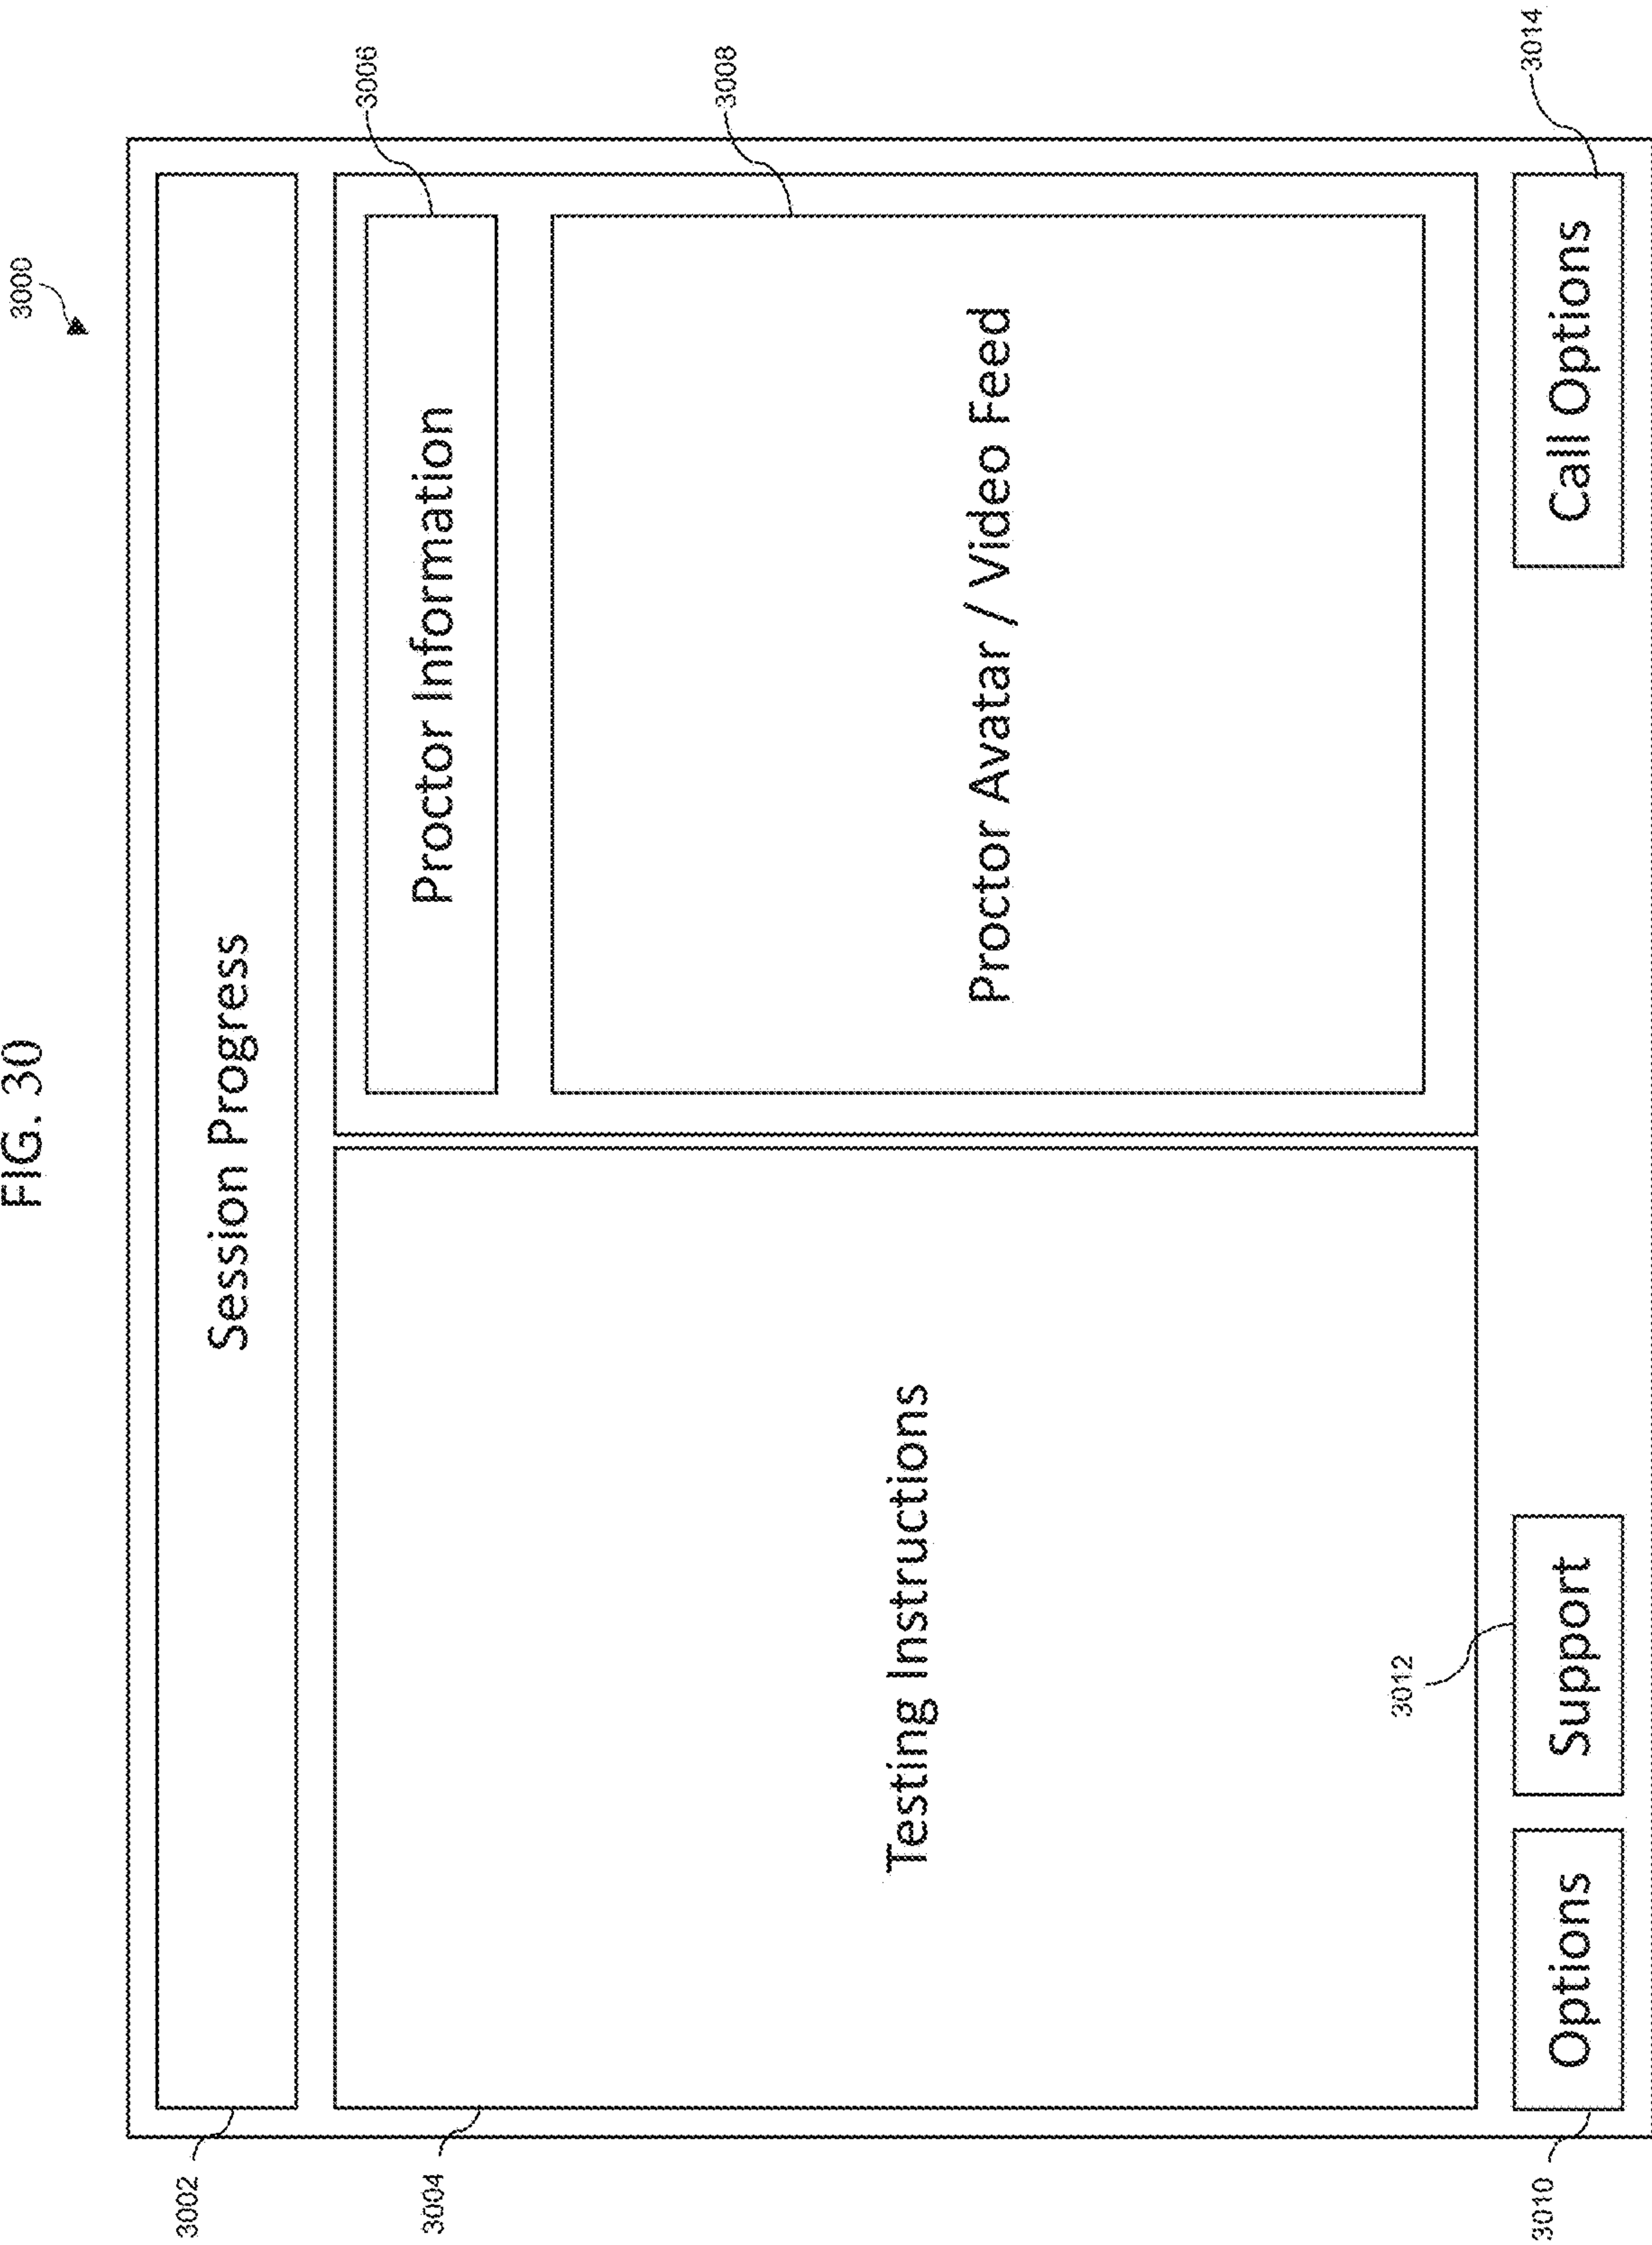 FIG. 30
3000
3002
Session Progress
3004
Testing Instructions
3006
Proctor Information
3008
Proctor Avatar / Video Feed
3010
Options
3012
Support
3014
Call Options